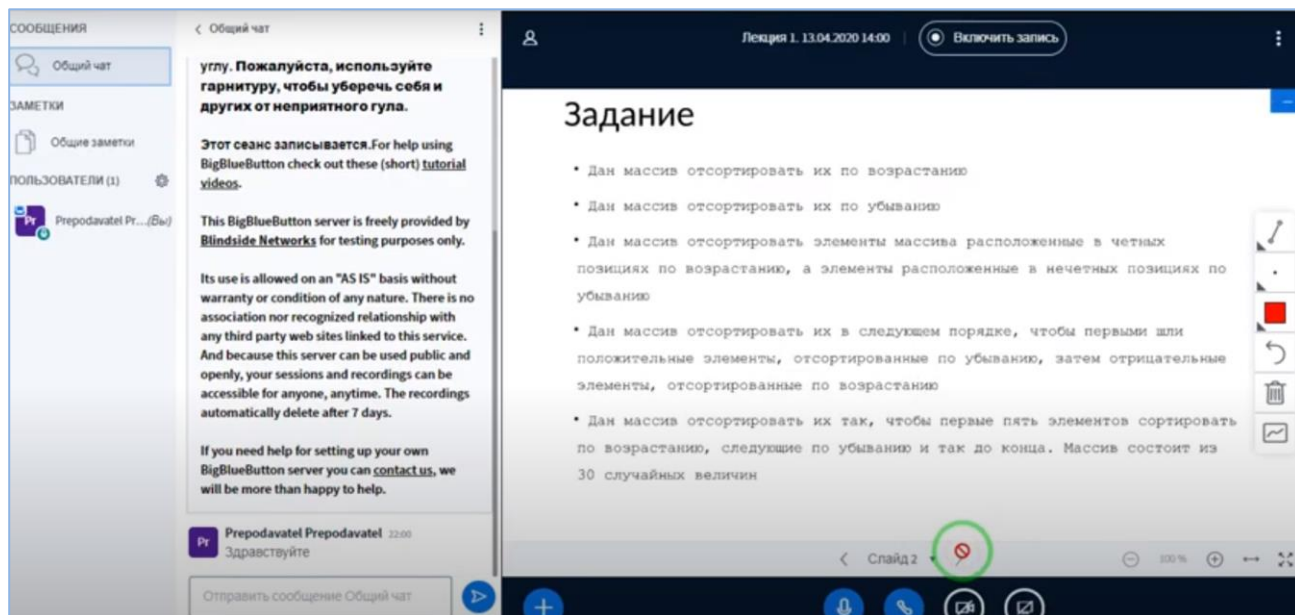 СООБЩЕНИЯ
Общий чат
ЗАМЕТКИ
Общие заметки
ПОЛЬЗОВАТЕЛИ (1)
Pr
Prepodavatel Pr...(Вы)
Общий чат
углу. Пожалуйста, используйте
гарнитуру, чтобы уберечь себя и
других от неприятного гула.
Этот сеанс записывается.For help using
BigBlueButton check out these (short) tutorial
videos.
This BigBlueButton server is freely provided by
Blindside Networks for testing purposes only.
Its use is allowed on an "AS IS" basis without
warranty or condition of any nature. There is no
association nor recognized relationship with
any third party web sites linked to this service.
And because this server can be used public and
openly, your sessions and recordings can be
accessible for anyone, anytime. The recordings
automatically delete after 7 days.
If you need help for setting up your own
BigBlueButton server you can contact us, we
will be more than happy to help.
Pr
Prepodavatel Prepodavatel 22:00
Здравствуйте
Отправить сообщение Общий чат
Лекция 1. 13.04.2020 14:00
Включить запись
Задание
• Дан массив отсортировать их по возрастанию
• Дан массив отсортировать их по убыванию
• Дан массив отсортировать элементы массива расположенные в четных
позициях по возрастанию, а элементы расположенные в нечетных позициях по
убыванию
• Дан массив отсортировать их в следующем порядке, чтобы первыми шли
положительные элементы, отсортированные по убыванию, затем отрицательные
элементы, отсортированные по возрастанию
• Дан массив отсортировать их так, чтобы первые пять элементов сортировать
по возрастанию, следующие по убыванию и так до конца. Массив состоит из
30 случайных величин
Слайд 2
100 %